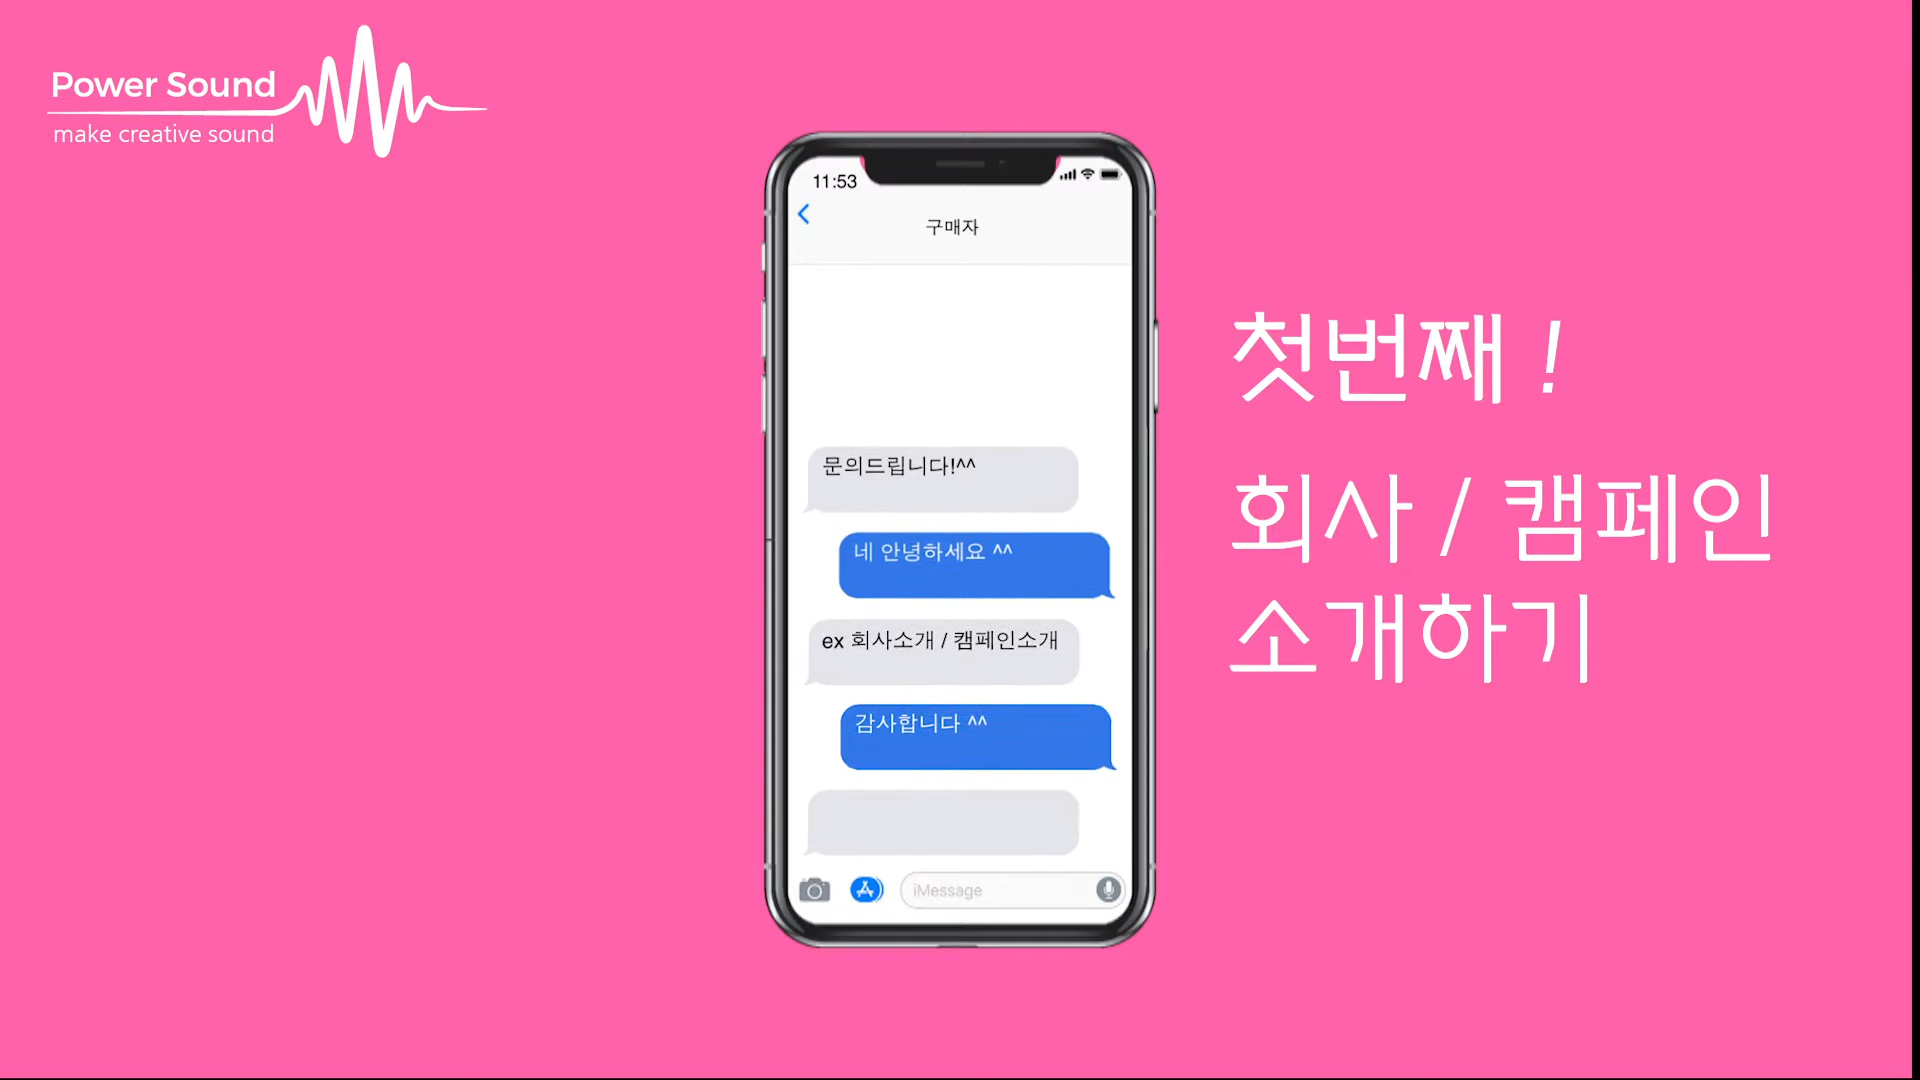 Power Sound
make creative sound
11:53
구매자
문의드립니다!^^
네 안녕하세요 ^^
ex 회사소개 / 캠페인소개
감사합니다 ^^
iMessage
첫번째 !
회사 / 캠페인
소개하기